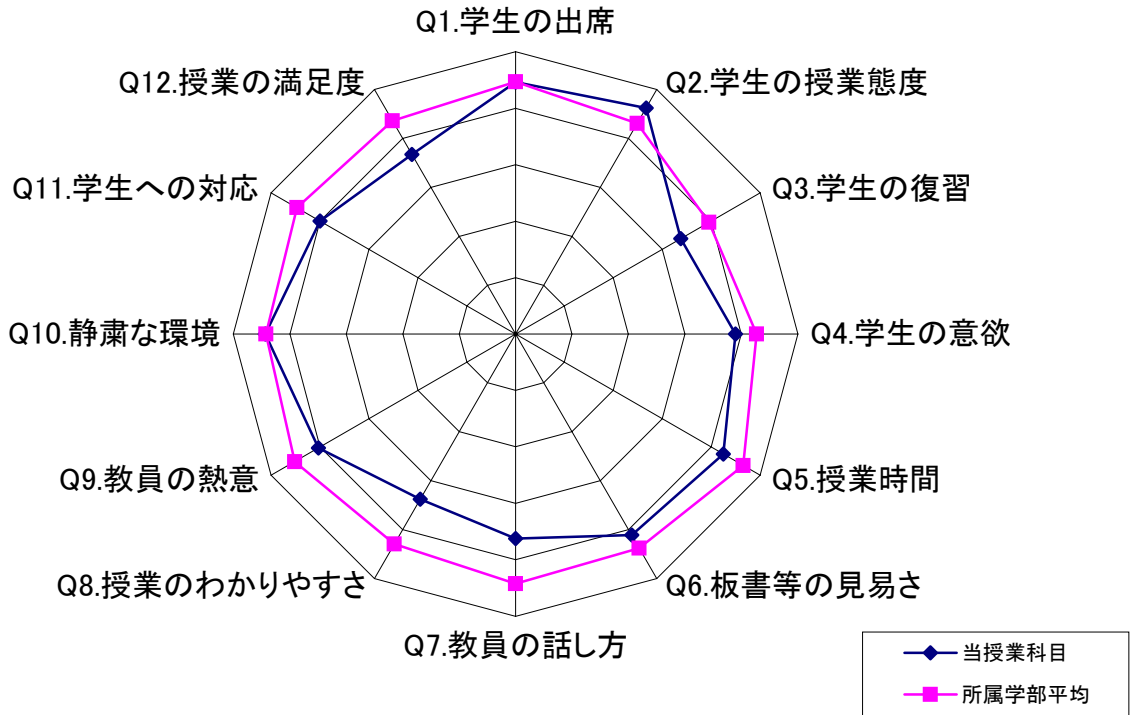 Q1.学生の出席
Q2.学生の授業態度
Q3.学生の復習
Q4.学生の意欲
Q5.授業時間
Q6.板書等の見易さ
Q7.教員の話し方
Q8.授業のわかりやすさ
Q9.教員の熱意
Q10.静粛な環境
Q11.学生への対応
Q12.授業の満足度
当授業科目
所属学部平均